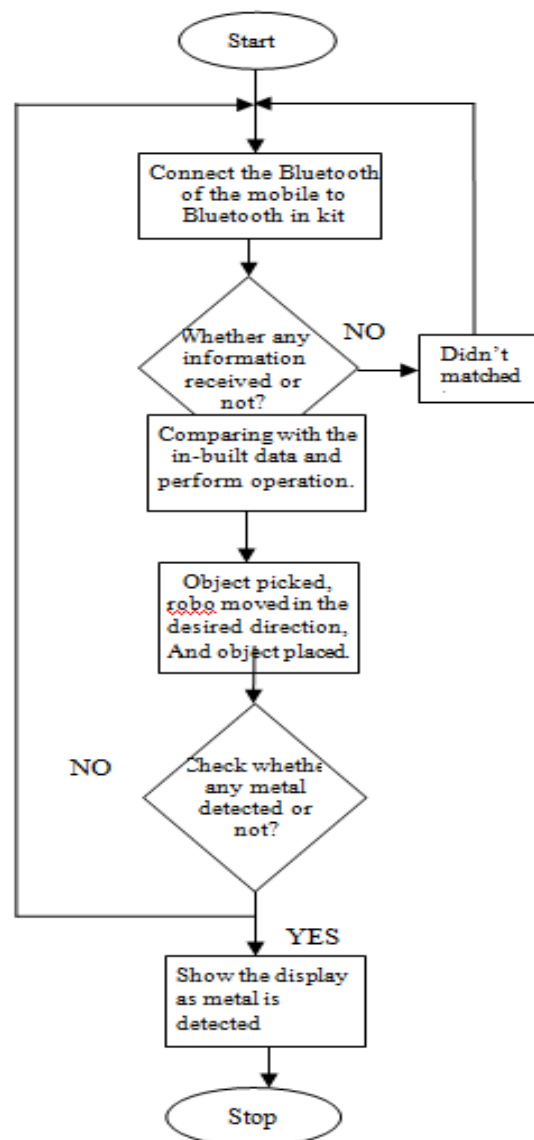 Start
Connect the Bluetooth
of the mobile to
Bluetooth in kit
Whether any
information
received or
not?
NO
Didn't
matched
Comparing with the
in-built data and
perform operation.
Object picked,
robo moved in the
desired direction,
And object placed.
NO
Check whethe
any metal
detected or
not?
YES
Show the display
as metal is
detected
Stop